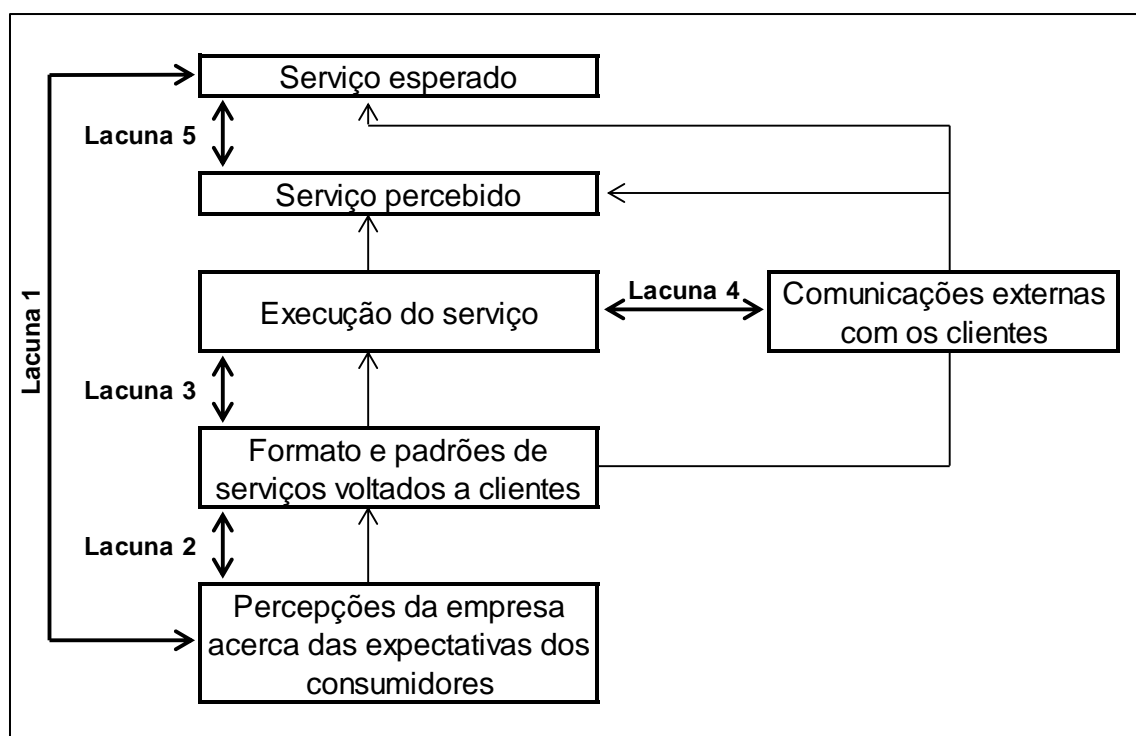 Serviço esperado
Lacuna 5
Serviço percebido
Lacuna 1
Execução do serviço
Lacuna 4
Comunicações externas
com os clientes
Lacuna 3
Formato e padrões de
serviços voltados a clientes
Lacuna 2
Percepções da empresa
acerca das expectativas dos
consumidores